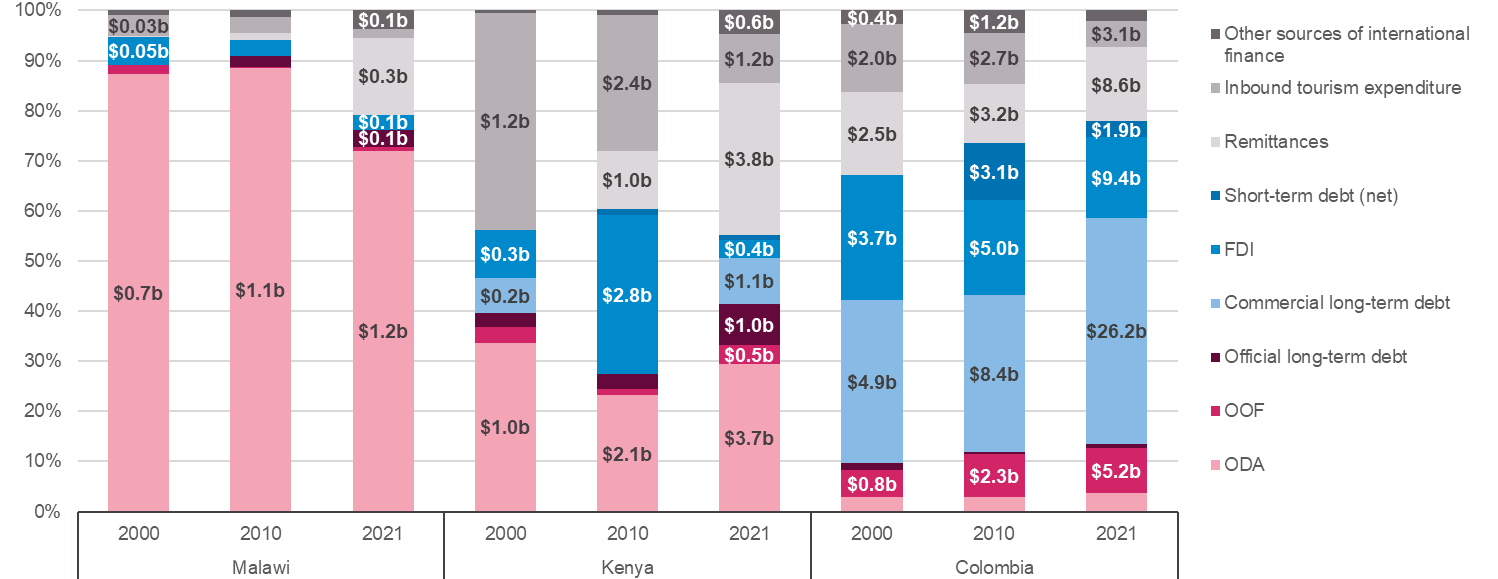 100%
90%
80%
70%
60%
50%
40%
30%
20%
10%
0%
$0.03b
$0.05b
$0.7b
$1.1b
$0.1b
$0.3b
$0.1b
$0.1b
$1.2b
$1.2b
$0.3b
$0.2b
$1.0b
$2.4b
$1.0b
$2.8b
$2.1b
$0.6b
$1.2b
$3.8b
$0.4b
$1.1b
$1.0b
$0.5b
$3.7b
$0.4b
$2.0b
$2.5b
$3.7b
$4.9b
$0.8b
$1.2b
$2.7b
$3.2b
$3.1b
$5.0b
$8.4b
$2.3b
$3.1b
$8.6b
$1.9b
$9.4b
$26.2b
$5.2b
2000 2010 2021 2000 2010 2021 2000 2010 2021
Malawi Kenya Colombia
Other sources of international
finance
Inbound tourism expenditure
Remittances
Short-term debt (net)
FDI
Commercial long-term debt
Official long-term debt
OOF
ODA